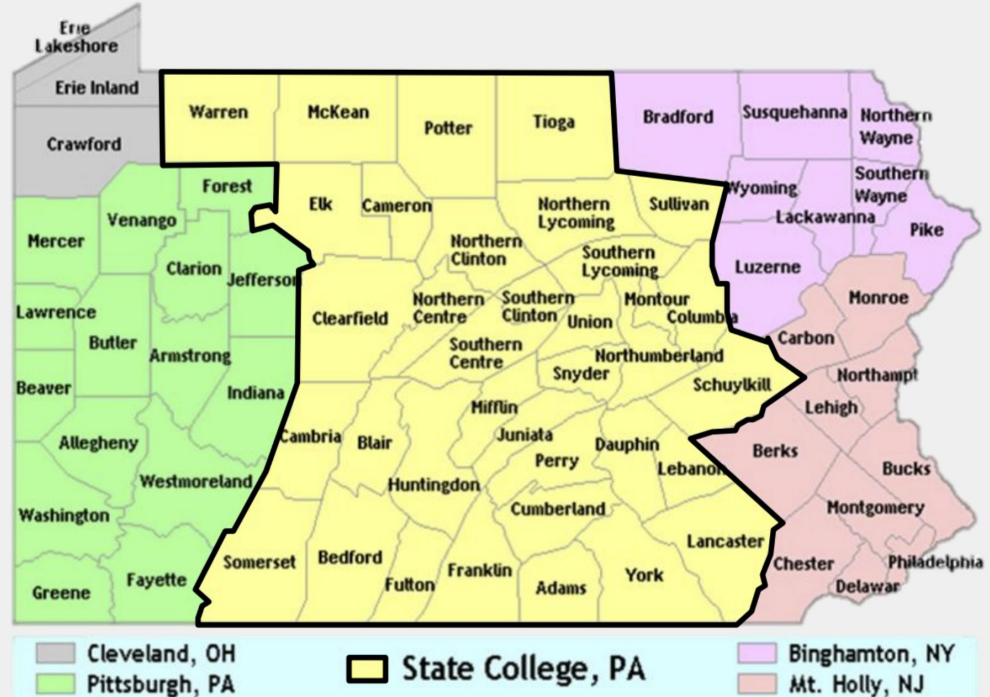 Erie
Lakeshore
Erie Inland
Crawford
Warren
McKean
Potter
Tioga
Bradford
Susquehanna
Northern
Wayne
Forest
Elk
Cameron
Northern
Lycoming
Sullivan
Wyoming
Southern
Wayne
Lackawanna
Pike
Venango
Mercer
Clarion
Jefferson
Northern
Clinton
Southern
Lycoming
Luzerne
Monroe
Lawrence
Butler
Clearfield
Northern
Centre
Southern
Clinton
Union
Montour
Columbia
Carbon
Armstrong
Southern
Centre
Snyder
Northumberland
Schuylkill
Northampt
Beaver
Indiana
Mifflin
Lehigh
Allegheny
Cambria
Blair
Juniata
Perry
Dauphin
Lebanon
Berks
Bucks
Westmoreland
Huntingdon
Cumberland
Montgomery
Washington
Somerset
Bedford
Fulton
Franklin
Adams
York
Lancaster
Chester
Philadelphia
Delawar
Greene
Fayette
Cleveland, OH
Pittsburgh, PA
State College, PA
Binghamton, NY
Mt. Holly, NJ